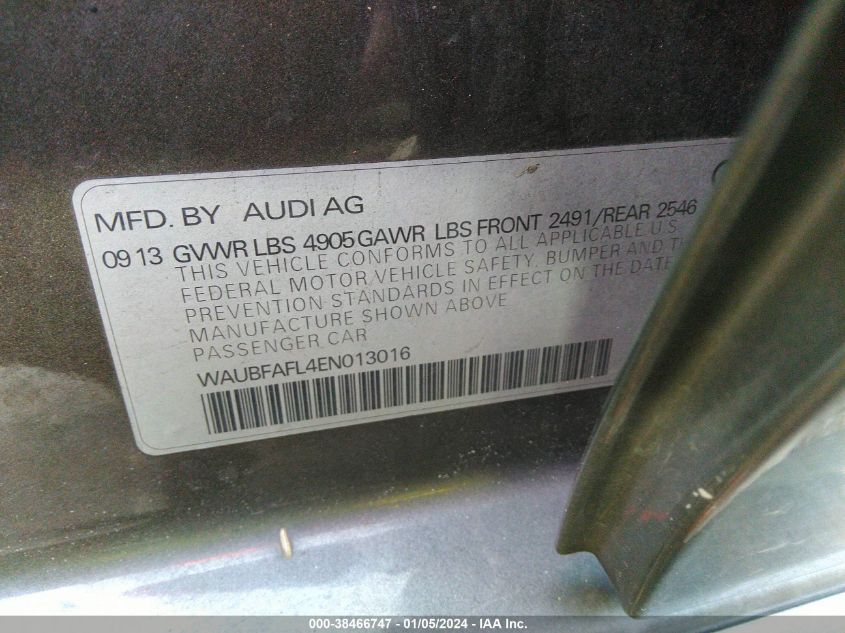 MFD. BY AUDI AG
09 13 GVWR LBS 4905 GAWR LBS FRONT 2491/REAR 2546
THIS VEHICLE CONFORMS TO ALL APPLICABLE U.S.
FEDERAL MOTOR VEHICLE SAFETY, BUMPER AND
PREVENTION STANDARDS IN EFFECT ON THE DATE
MANUFACTURE SHOWN ABOVE
PASSENGER CAR
WAUBFAFL4EN013016
000-38466747 - 01/05/2024 - IAA Inc.